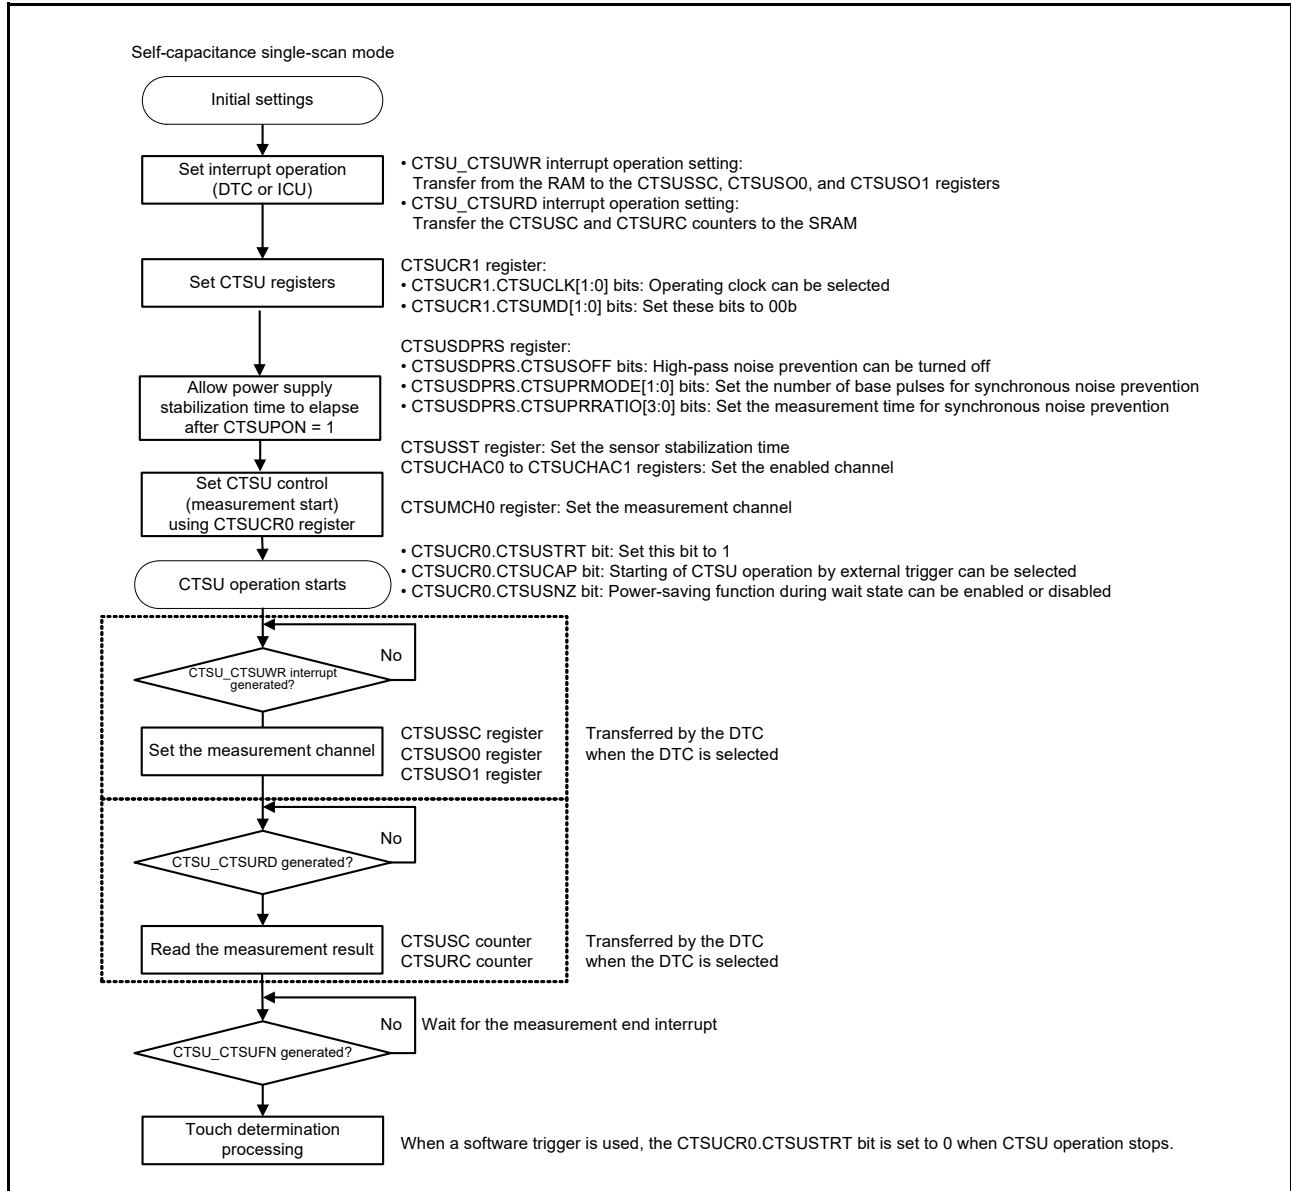 Self-capacitance single-scan mode
Initial settings
Set interrupt operation
(DTC or ICU)
• CTSU_CTSUWR interrupt operation setting:
Transfer from the RAM to the CTSUSSC, CTSUSO0, and CTSUSO1 registers
• CTSU_CTSURD interrupt operation setting:
Transfer the CTSUSC and CTSURC counters to the SRAM
Set CTSU registers
CTSUCR1 register:
• CTSUCR1.CTSUCLK[1:0] bits: Operating clock can be selected
• CTSUCR1.CTSUMD[1:0] bits: Set these bits to 00b
CTSUSDPRS register:
• CTSUSDPRS.CTSUSOFF bits: High-pass noise prevention can be turned off
• CTSUSDPRS.CTSUPRMODE[1:0] bits: Set the number of base pulses for synchronous noise prevention
• CTSUSDPRS.CTSUPRRATIO[3:0] bits: Set the measurement time for synchronous noise prevention
Allow power supply
stabilization time to elapse
after CTSUPON = 1
CTSUSST register: Set the sensor stabilization time
CTSUCHAC0 to CTSUCHAC1 registers: Set the enabled channel
Set CTSU control
(measurement start)
using CTSUCR0 register
CTSUMCH0 register: Set the measurement channel
• CTSUCR0.CTSUSTRT bit: Set this bit to 1
• CTSUCR0.CTSUCAP bit: Starting of CTSU operation by external trigger can be selected
• CTSUCR0.CTSUSNZ bit: Power-saving function during wait state can be enabled or disabled
CTSU operation starts
No
CTSU_CTSUWR interrupt
generated?
Set the measurement channel
CTSUSSC register
CTSUSO0 register
CTSUSO1 register
Transferred by the DTC
when the DTC is selected
No
CTSU_CTSURD generated?
Read the measurement result
CTSUSC counter
CTSURC counter
Transferred by the DTC
when the DTC is selected
No
Wait for the measurement end interrupt
CTSU_CTSUFN generated?
Touch determination
processing
When a software trigger is used, the CTSUCR0.CTSUSTRT bit is set to 0 when CTSU operation stops.